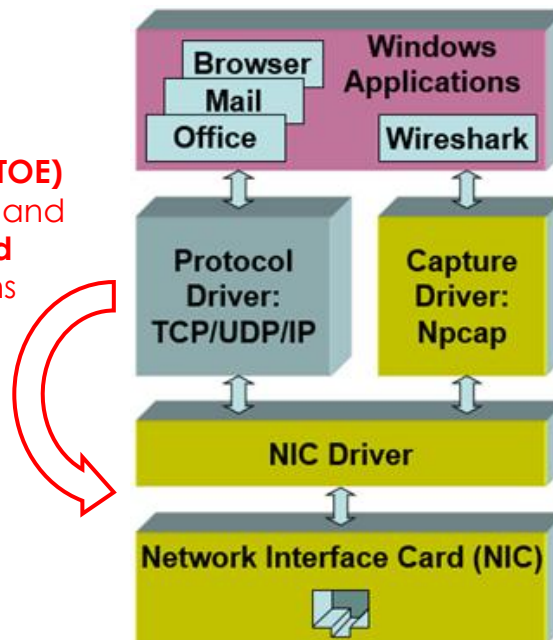 Windows
Applications
Browser
Mail
Office
Wireshark
TOE)
and
d
ns
Protocol
Driver:
TCP/UDP/IP
Capture
Driver:
Npcap
NIC Driver
Network Interface Card (NIC)